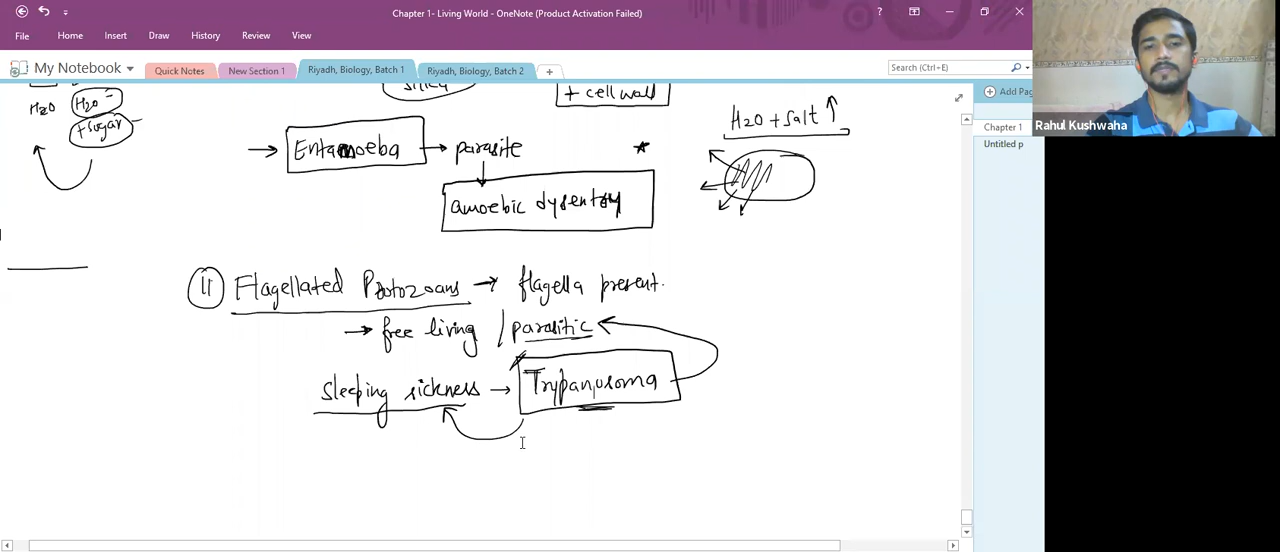 Chapter 1- Living World - OneNote (Product Activation Failed)
?
File Home Insert Draw History Review View
My Notebook Quick Notes New Section 1 Riyadh, Biology, Batch 1 Riyadh, Biology, Batch 2 + Search (Ctrl+E)
Add Pag
Chapter 1
Untitled p
Rahul Kushwaha
H2O H2O
+ Sugar
+ cell wall
H2O + Salt ↑
→ Entamoeba → parasite
amoebic dysentry
II Flagellated Protozoans → flagella present.
→ free living / parasitic
Sleeping sickness → Trypanosoma